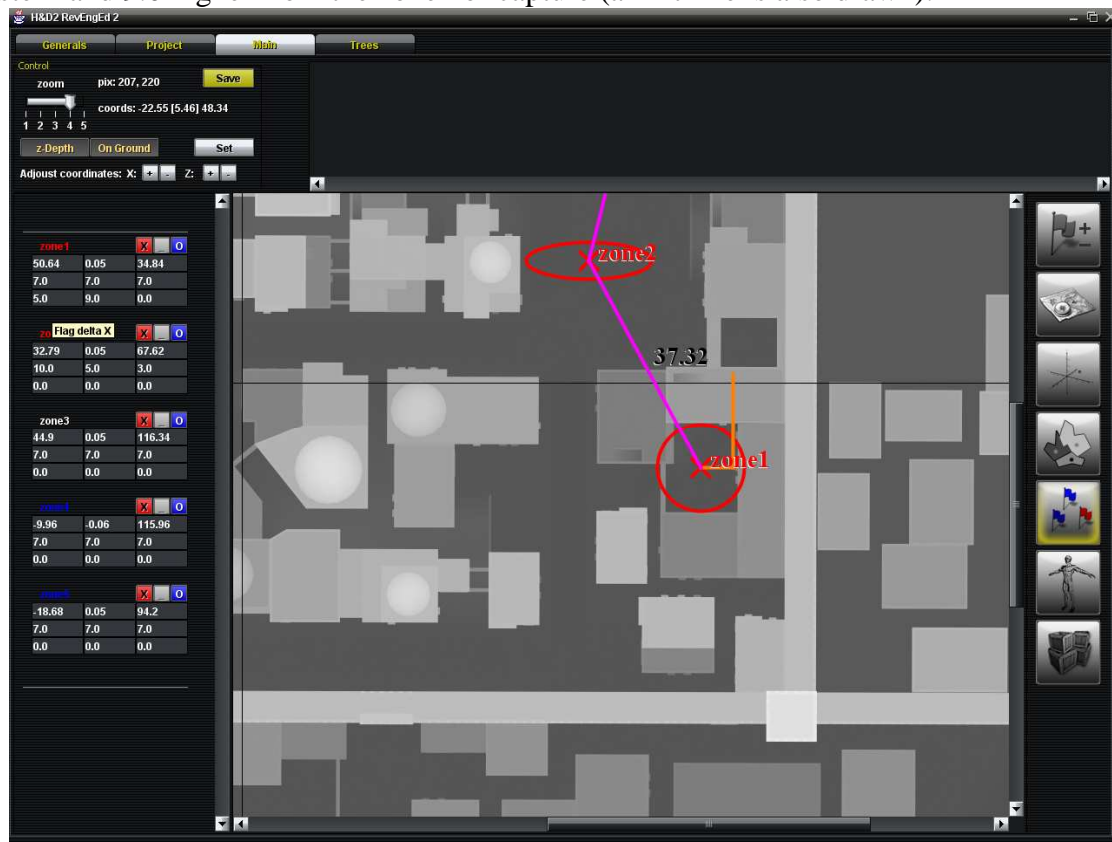 H&D2 RevEngEd 2
Generals Project Main Trees
Control
zoom pix: 207, 220 Save
coords: -22.55 [5.46] 48.34
1 2 3 4 5
z-Depth On Ground Set
Adjoust coordinates: X: + - Z: + -
zone1 X _ O
50.64 0.05 34.84
7.0 7.0 7.0
5.0 9.0 0.0
Flag delta X X _ O
32.79 0.05 67.62
10.0 5.0 3.0
0.0 0.0 0.0
zone3 X _ O
44.9 0.05 116.34
7.0 7.0 7.0
0.0 0.0 0.0
X _ O
-9.96 -0.06 115.96
7.0 7.0 7.0
0.0 0.0 0.0
zone5 X _ O
-18.68 0.05 94.2
7.0 7.0 7.0
0.0 0.0 0.0
zone2
37.32
zone1